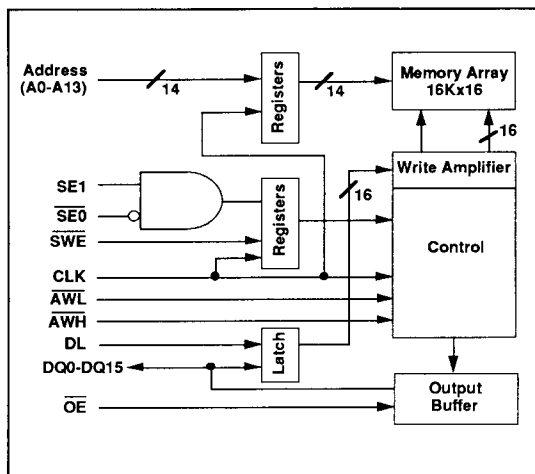 Address
(A0-A13)
14
Registers
14
Memory Array
16Kx16
16
Write Amplifier
SE1
SE0
SWE
Registers
16
Control
CLK
AWL
AWH
DL
DQ0-DQ15
Latch
OE
Output
Buffer